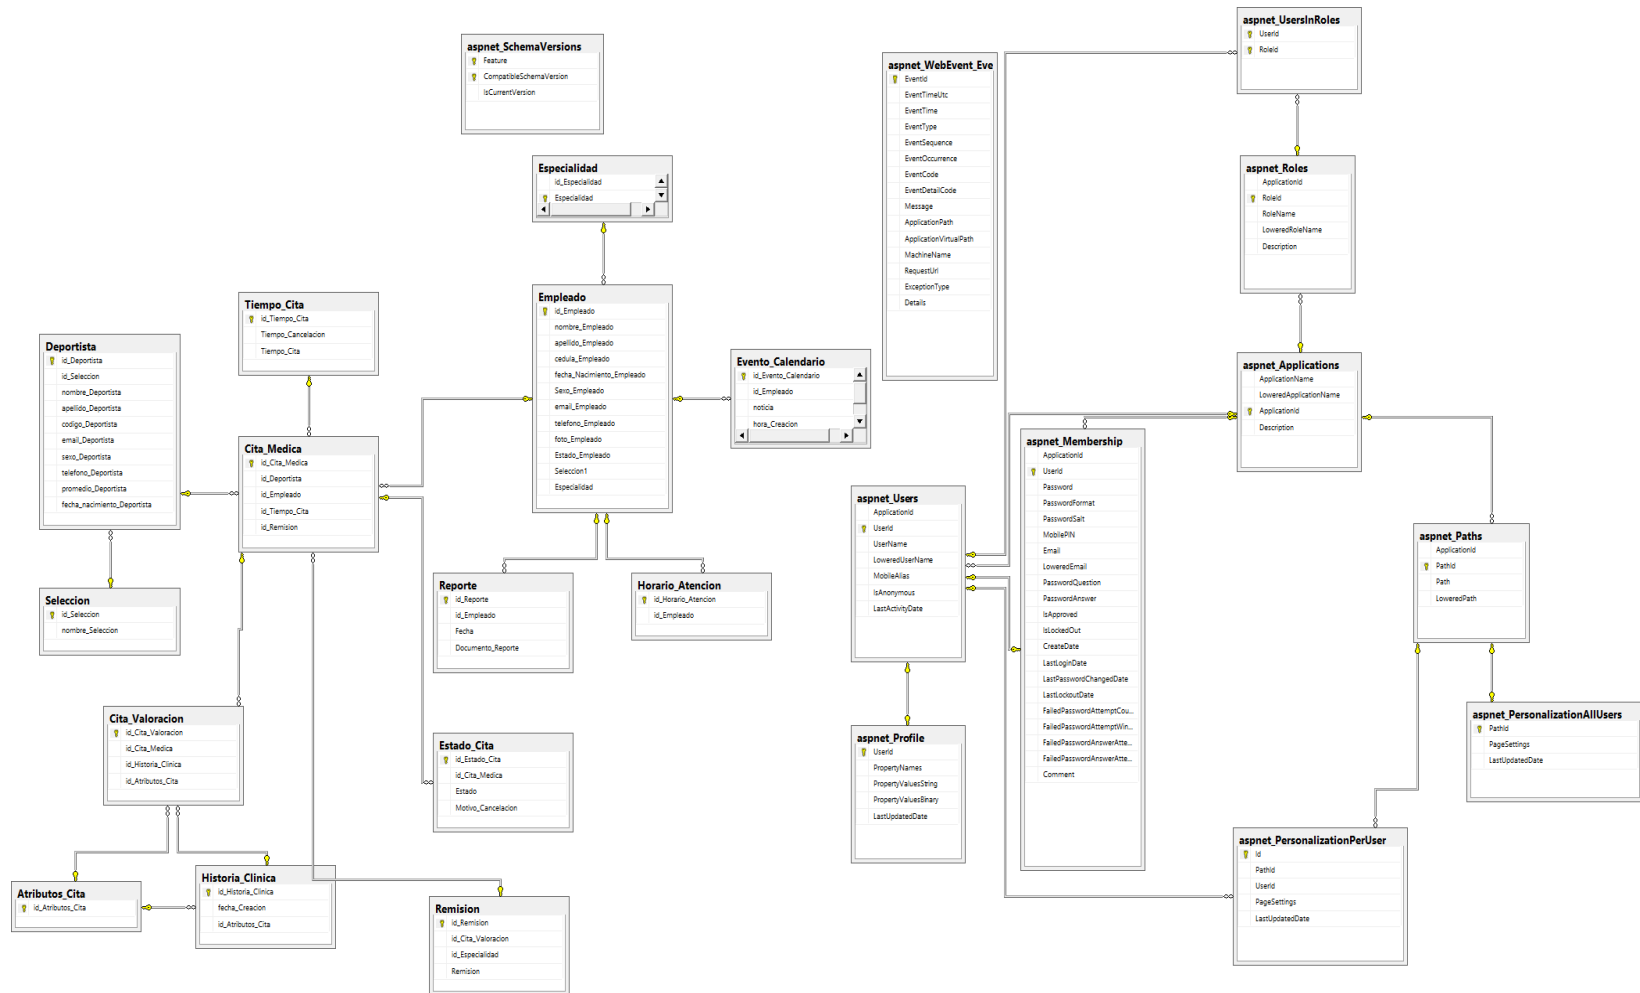 aspnet_SchemaVersions
Feature
CompatibleSchemaVersion
IsCurrentVersion
Especialidad
id_Especialidad
Especialidad
Empleado
id_Empleado
nombre_Empleado
apellido_Empleado
cedula_Empleado
fecha_Nacimiento_Empleado
Sexo_Empleado
email_Empleado
telefono_Empleado
foto_Empleado
Estado_Empleado
Seleccion1
Especialidad
Tiempo_Cita
id_Tiempo_Cita
Tiempo_Cancelacion
Tiempo_Cita
Deportista
id_Deportista
id_Seleccion
nombre_Deportista
apellido_Deportista
codigo_Deportista
email_Deportista
sexo_Deportista
telefono_Deportista
promedio_Deportista
fecha_nacimiento_Deportista
Evento_Calendario
id_Evento_Calendario
id_Empleado
noticia
hora_Creacion
Cita_Medica
id_Cita_Medica
id_Deportista
id_Empleado
id_Tiempo_Cita
id_Remision
Seleccion
id_Seleccion
nombre_Seleccion
Reporte
id_Reporte
id_Empleado
Fecha
Documento_Reporte
Horario_Atencion
id_Horario_Atencion
id_Empleado
Cita_Valoracion
id_Cita_Valoracion
id_Cita_Medica
id_Historia_Clinica
id_Atributos_Cita
Estado_Cita
id_Estado_Cita
id_Cita_Medica
Estado
Motivo_Cancelacion
Atributos_Cita
id_Atributos_Cita
Historia_Clinica
id_Historia_Clinica
fecha_Creacion
id_Atributos_Cita
Remision
id_Remision
id_Cita_Valoracion
id_Especialidad
Remision
aspnet_WebEvent_Eve
EventId
EventTimeUtc
EventTime
EventType
EventSequence
EventOccurrence
EventCode
EventDetailCode
Message
ApplicationPath
ApplicationVirtualPath
MachineName
RequestUrl
ExceptionType
Details
aspnet_UsersInRoles
UserId
RoleId
aspnet_Roles
ApplicationId
RoleId
RoleName
LoweredRoleName
Description
aspnet_Applications
ApplicationName
LoweredApplicationName
ApplicationId
Description
aspnet_Membership
ApplicationId
UserId
Password
PasswordFormat
PasswordSalt
MobilePIN
Email
LoweredEmail
PasswordQuestion
PasswordAnswer
IsApproved
IsLockedOut
CreateDate
LastLoginDate
LastPasswordChangedDate
LastLockoutDate
FailedPasswordAttemptCou...
FailedPasswordAttemptWin...
FailedPasswordAnswerAtte...
FailedPasswordAnswerAtte...
Comment
aspnet_Users
ApplicationId
UserId
UserName
LoweredUserName
MobileAlias
IsAnonymous
LastActivityDate
aspnet_Profile
UserId
PropertyNames
PropertyValuesString
PropertyValuesBinary
LastUpdatedDate
aspnet_Paths
ApplicationId
PathId
Path
LoweredPath
aspnet_PersonalizationAllUsers
PathId
PageSettings
LastUpdatedDate
aspnet_PersonalizationPerUser
Id
PathId
UserId
PageSettings
LastUpdatedDate